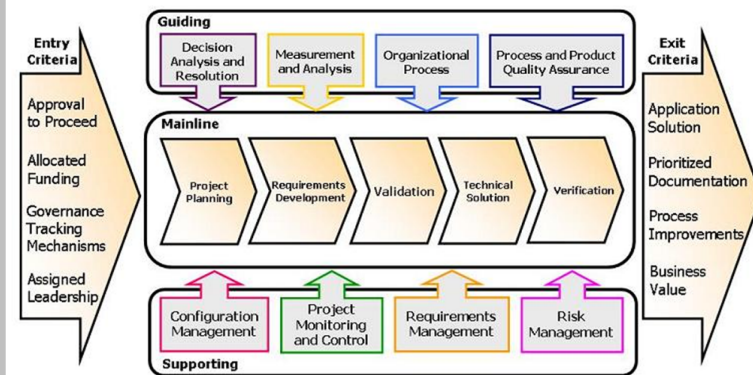 Entry
Criteria
Approval
to Proceed
Allocated
Funding
Governance
Tracking
Mechanisms
Assigned
Leadership
Guiding
Decision
Analysis and
Resolution
Measurement
and Analysis
Organizational
Process
Process and Product
Quality Assurance
Mainline
Project
Planning
Requirements
Development
Validation
Technical
Solution
Verification
Configuration
Management
Project
Monitoring
and Control
Requirements
Management
Risk
Management
Supporting
Exit
Criteria
Application
Solution
Prioritized
Documentation
Process
Improvements
Business
Value